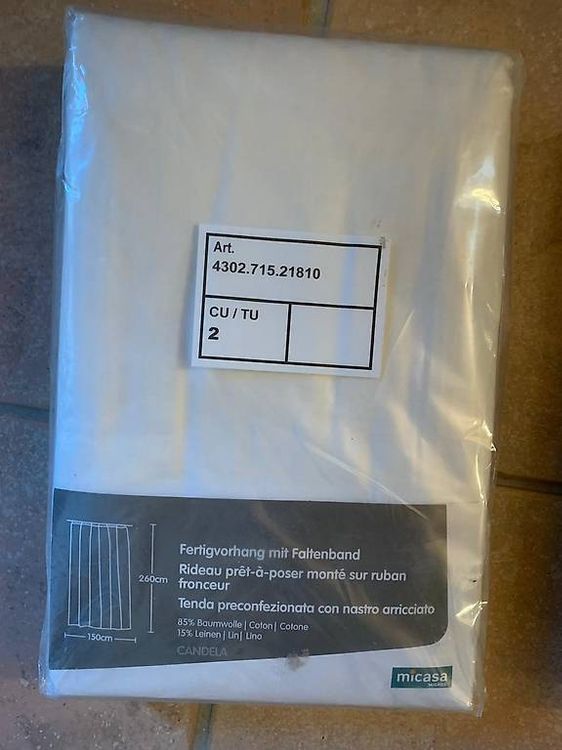 Art.
4302.715.21810
CU / TU
2
Fertigvorhang mit Faltenband
Rideau prêt-à-poser monté sur ruban
fronceur
Tenda preconfezionata con nastro arricciato
85% Baumwolle | Coton | Cotone
15% Leinen | Lin | Lino
CANDELA
260cm
150cm
micasa
MIGROS